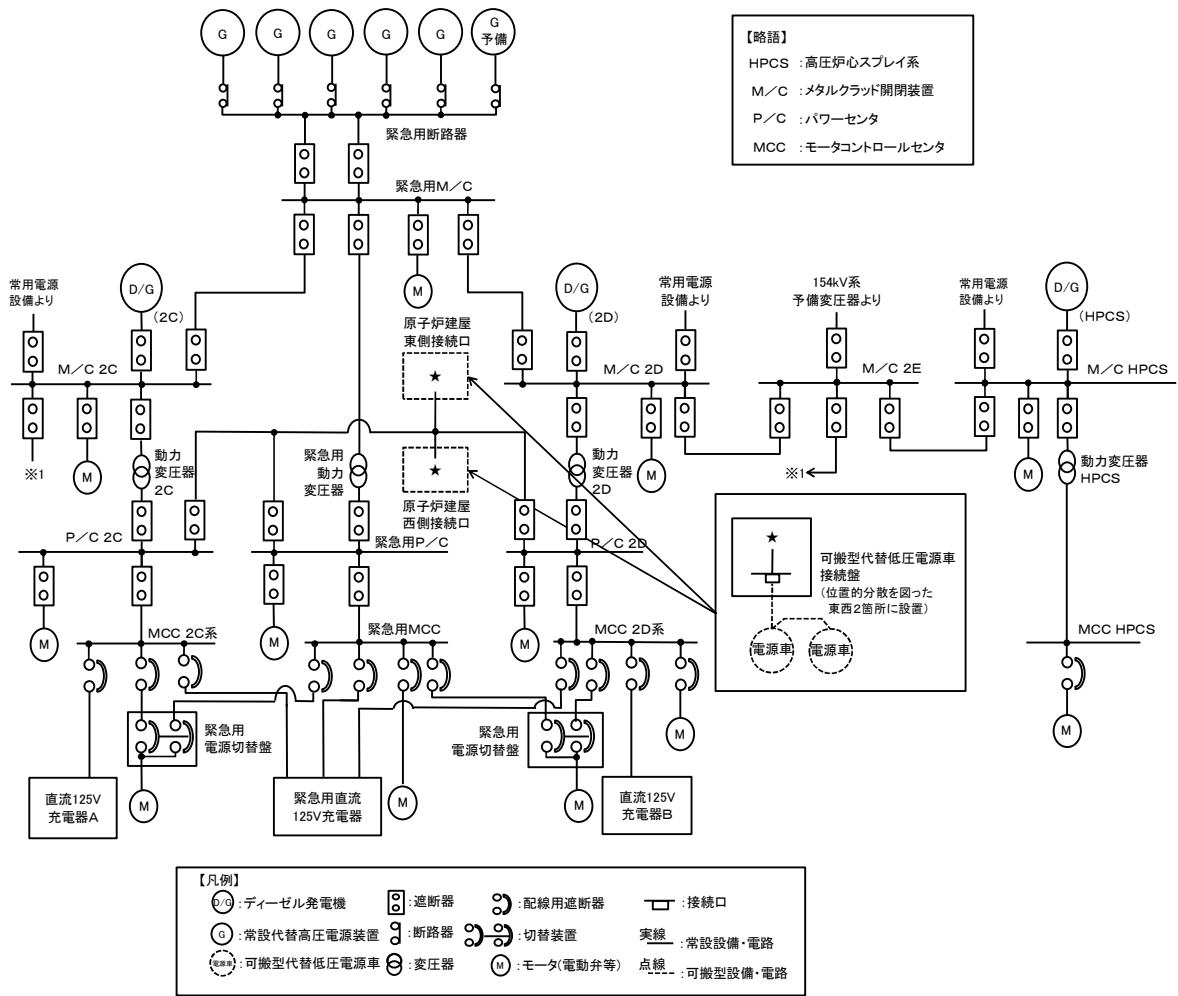 G
G
G
G
G
G
予備
緊急用断路器
【略語】
HPCS :高圧炉心スプレイ系
M/C :メタルクラッド開閉装置
P/C :パワーセンタ
MCC :モータコントロールセンタ
緊急用M/C
常用電源
設備より
D/G
(2C)
M
D/G
(2D)
常用電源
設備より
154kV系
予備変圧器より
常用電源
設備より
D/G
(HPCS)
原子炉建屋
東側接続口
★
M/C 2C
M/C 2D
M/C 2E
M/C HPCS
※1
M
動力
変圧器
2C
緊急用
動力
変圧器
★
原子炉建屋
西側接続口
動力
変圧器
2D
M
※1
M
動力変圧器
HPCS
P/C 2C
緊急用P/C
P/C 2D
★
可搬型代替低圧電源車
接続盤
(位置的分散を図った
東西2箇所に設置)
電源車
電源車
M
M
M
MCC 2C系
緊急用MCC
MCC 2D系
MCC HPCS
緊急用
電源切替盤
緊急用
電源切替盤
M
M
直流125V
充電器A
M
緊急用直流
125V充電器
M
M
直流125V
充電器B
【凡例】
D/G :ディーゼル発電機
:遮断器
:配線用遮断器
:接続口
G :常設代替高圧電源装置
:断路器
:切替装置
実線
:常設設備・電路
電源車 :可搬型代替低圧電源車
:変圧器
M :モータ(電動弁等)
点線
:可搬型設備・電路